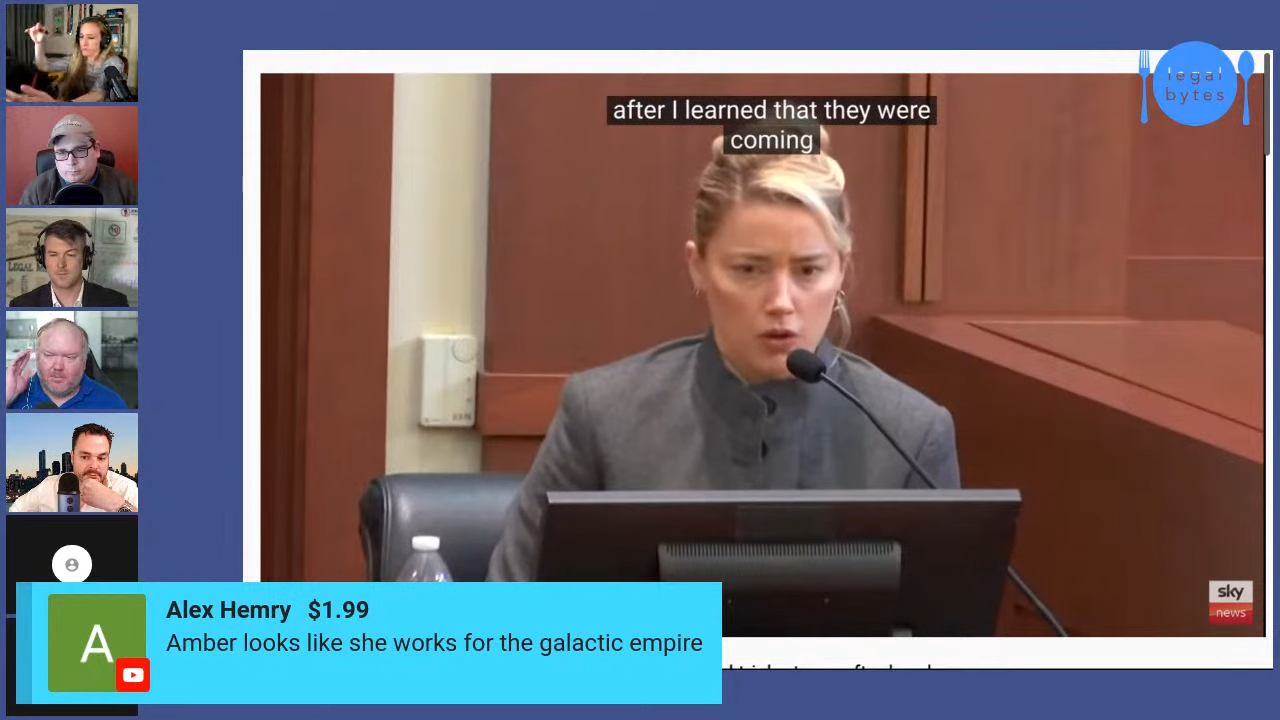 after I learned that they were
coming
legal
bytes
sky
news
A
Alex Hemry $1.99
Amber looks like she works for the galactic empire